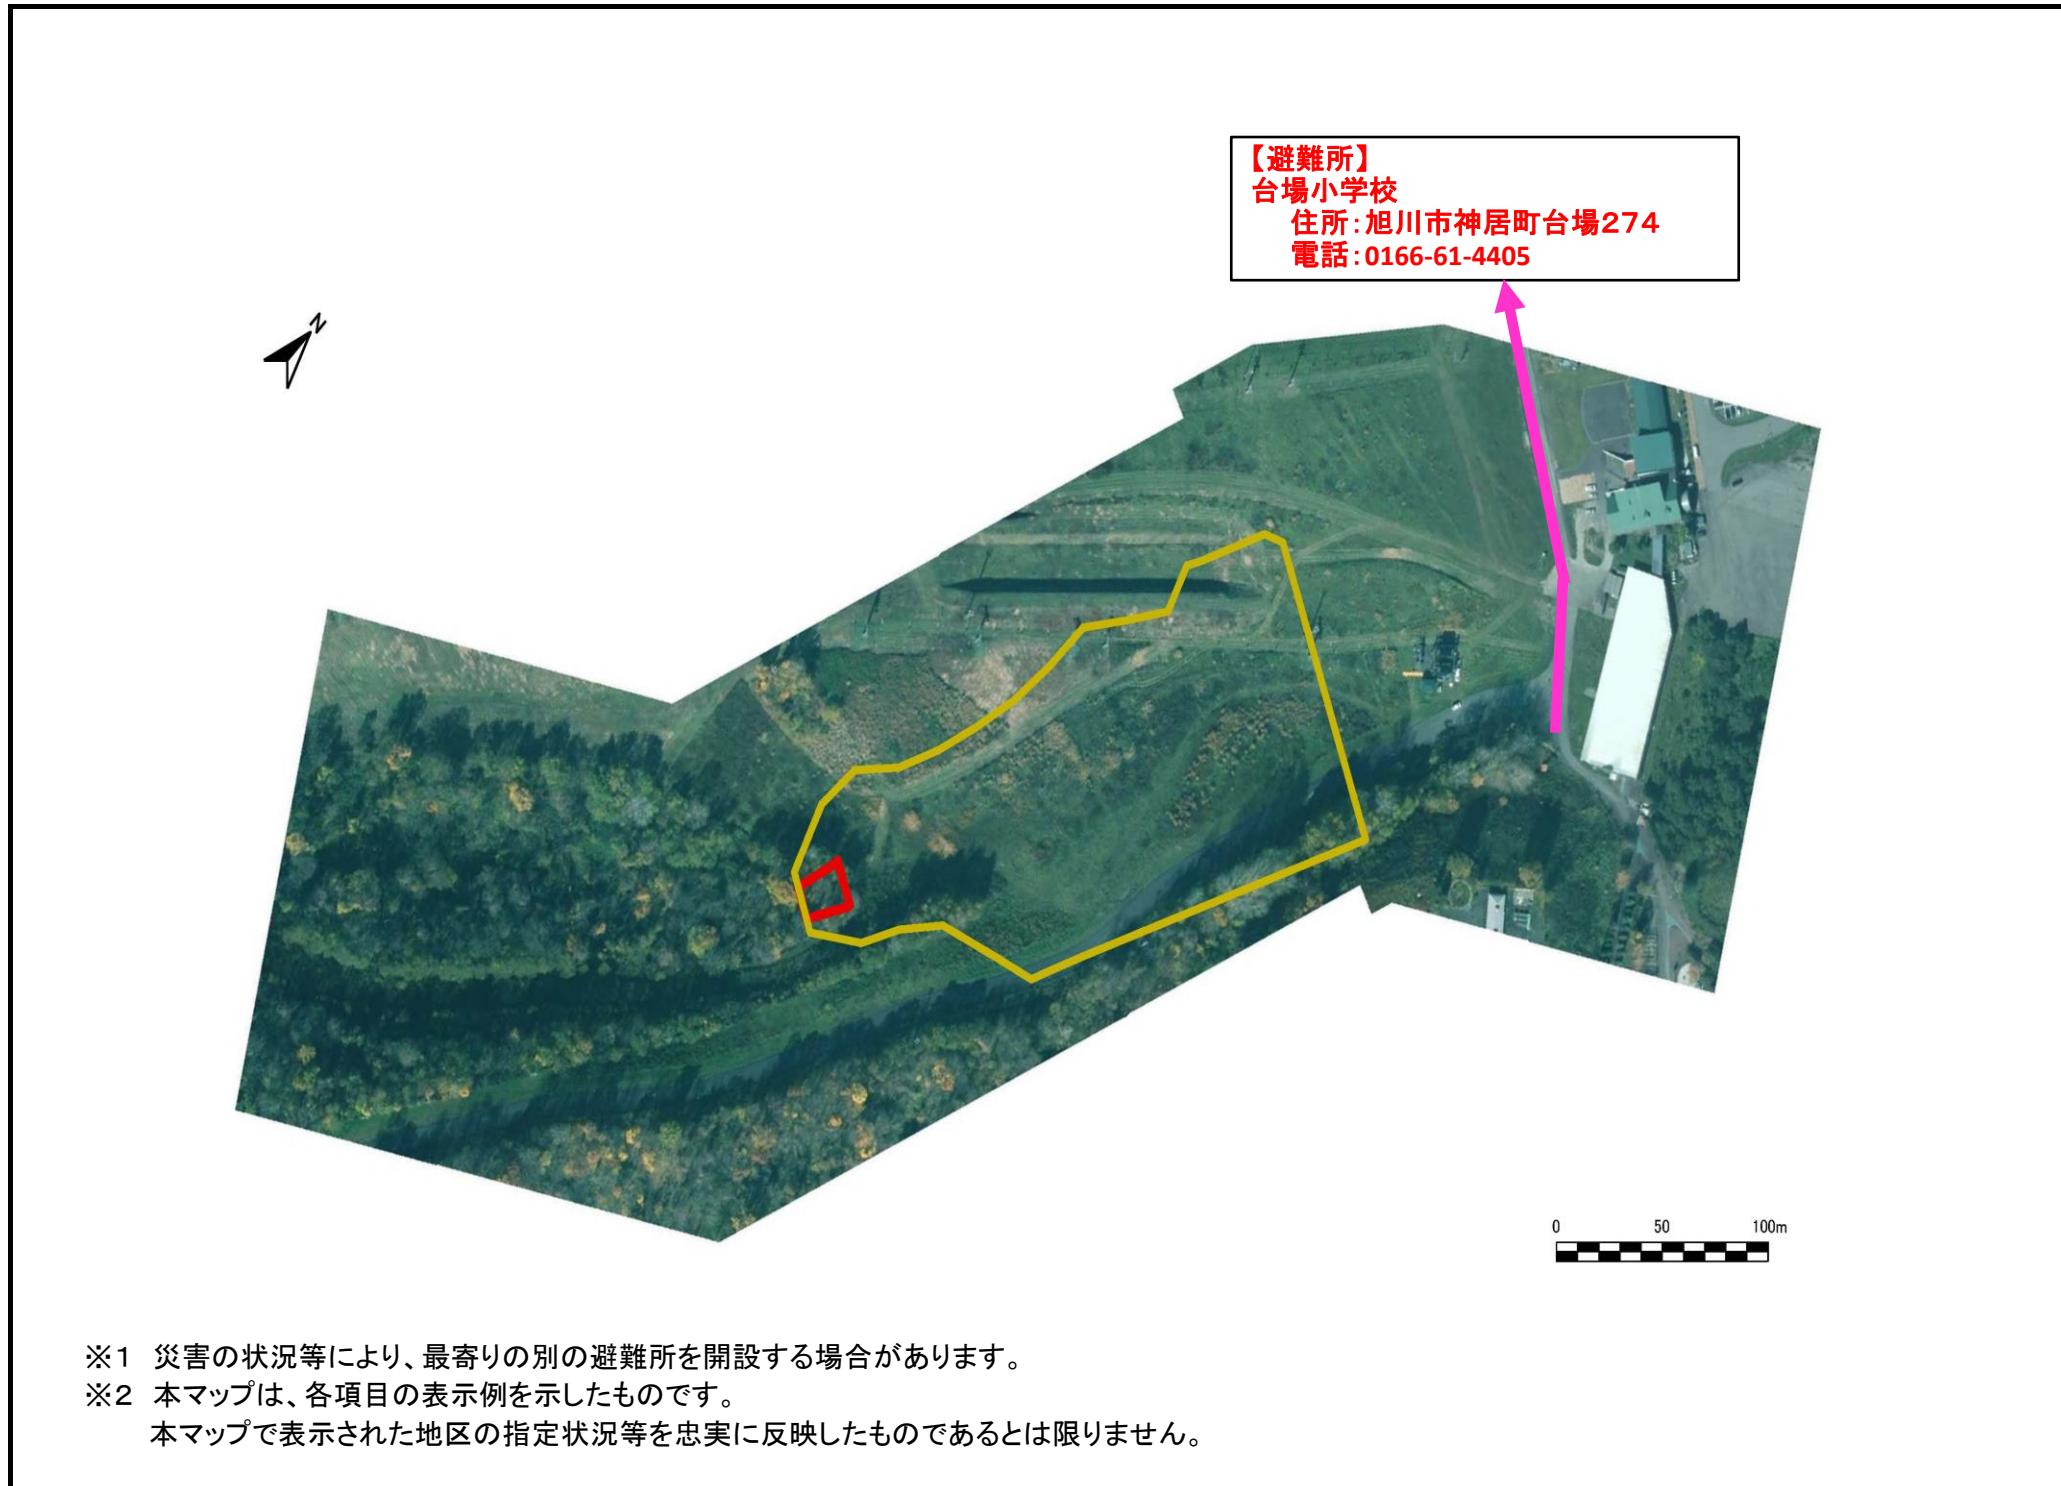 【避難所】
台場小学校
住所：旭川市神居町台場274
電話：0166-61-4405
N
0 50 100m
※1 災害の状況等により、最寄りの別の避難所を開設する場合があります。
※2 本マップは、各項目の表示例を示したものです。
本マップで表示された地区の指定状況等を忠実に反映したものであるとは限りません。